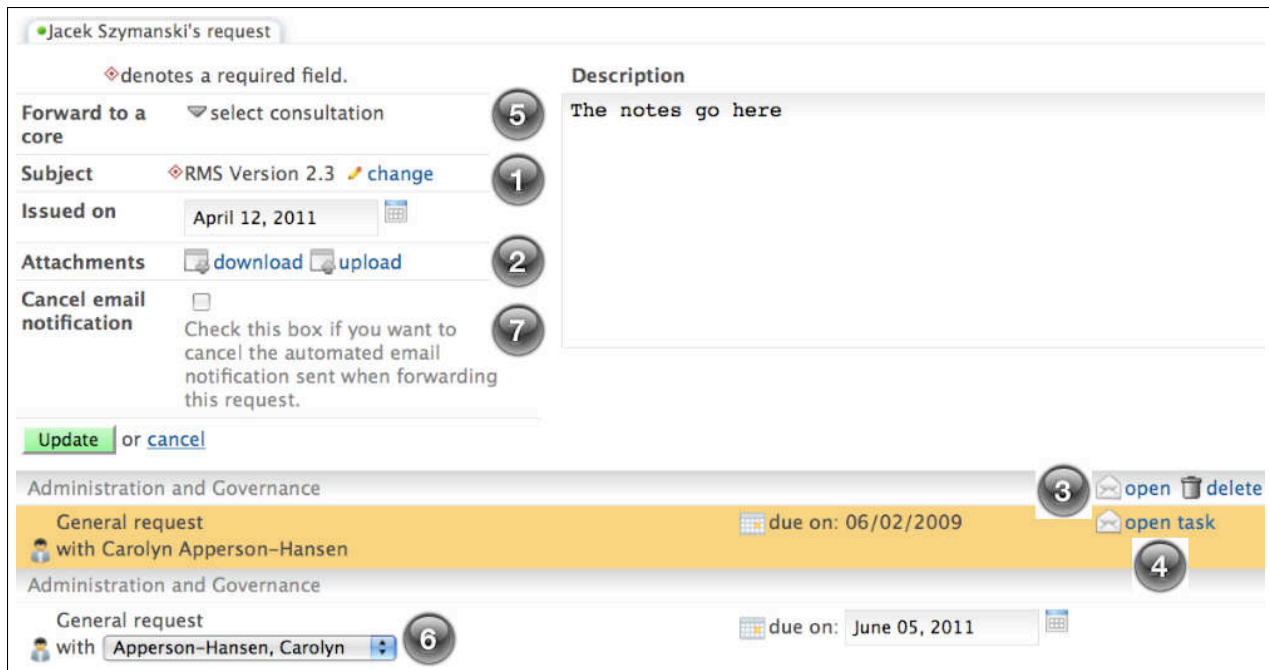 Jacek Szymanski's request
denotes a required field.
Forward to a core
select consultation
5
Subject
RMS Version 2.3 change
1
Issued on
April 12, 2011
Attachments
download upload
2
Cancel email notification
Check this box if you want to
cancel the automated email
notification sent when forwarding
this request.
7
Update or cancel
Description
The notes go here
Administration and Governance
3 open delete
General request
with Carolyn Apperson-Hansen
due on: 06/02/2009
open task
4
Administration and Governance
General request
with Apperson-Hansen, Carolyn
6
due on: June 05, 2011